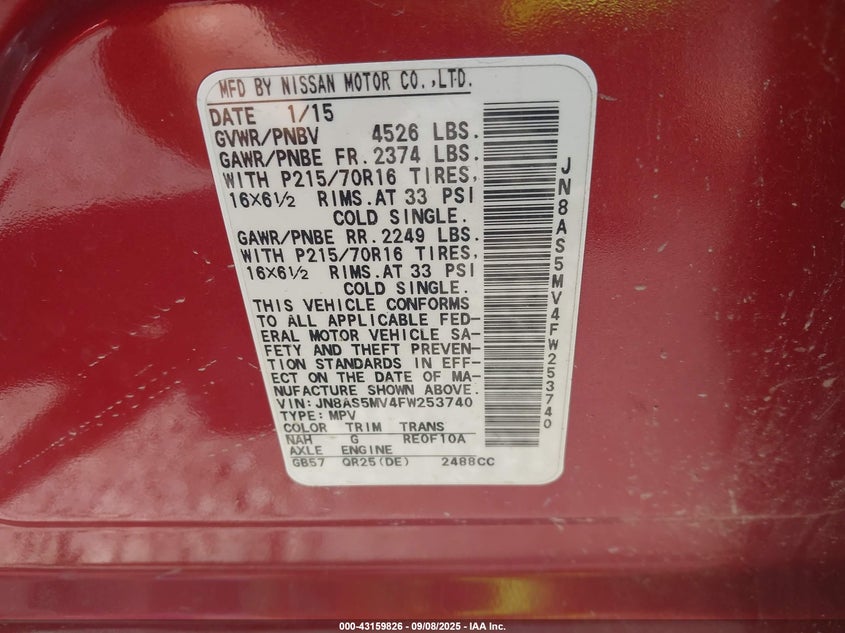 MFD BY NISSAN MOTOR CO.,LTD.
DATE 1/15
GVWR/PNBV 4526 LBS.
GAWR/PNBE FR. 2374 LBS.
WITH P215/70R16 TIRES,
16X6½ RIMS.AT 33 PSI
COLD SINGLE.
GAWR/PNBE RR. 2249 LBS.
WITH P215/70R16 TIRES,
16X6½ RIMS.AT 33 PSI
COLD SINGLE.
THIS VEHICLE CONFORMS
TO ALL APPLICABLE FED-
ERAL MOTOR VEHICLE SA-
FETY AND THEFT PREVEN-
TION STANDARDS IN EFF-
ECT ON THE DATE OF MA-
NUFACTURE SHOWN ABOVE.
VIN: JN8AS5MV4FW253740
TYPE: MPV
COLOR TRIM TRANS
NAH G RE0F10A
AXLE ENGINE
GB57 QR25(DE) 2488CC
JN8AS5MV4FW253740
000-43159826 - 09/08/2025 - IAA Inc.